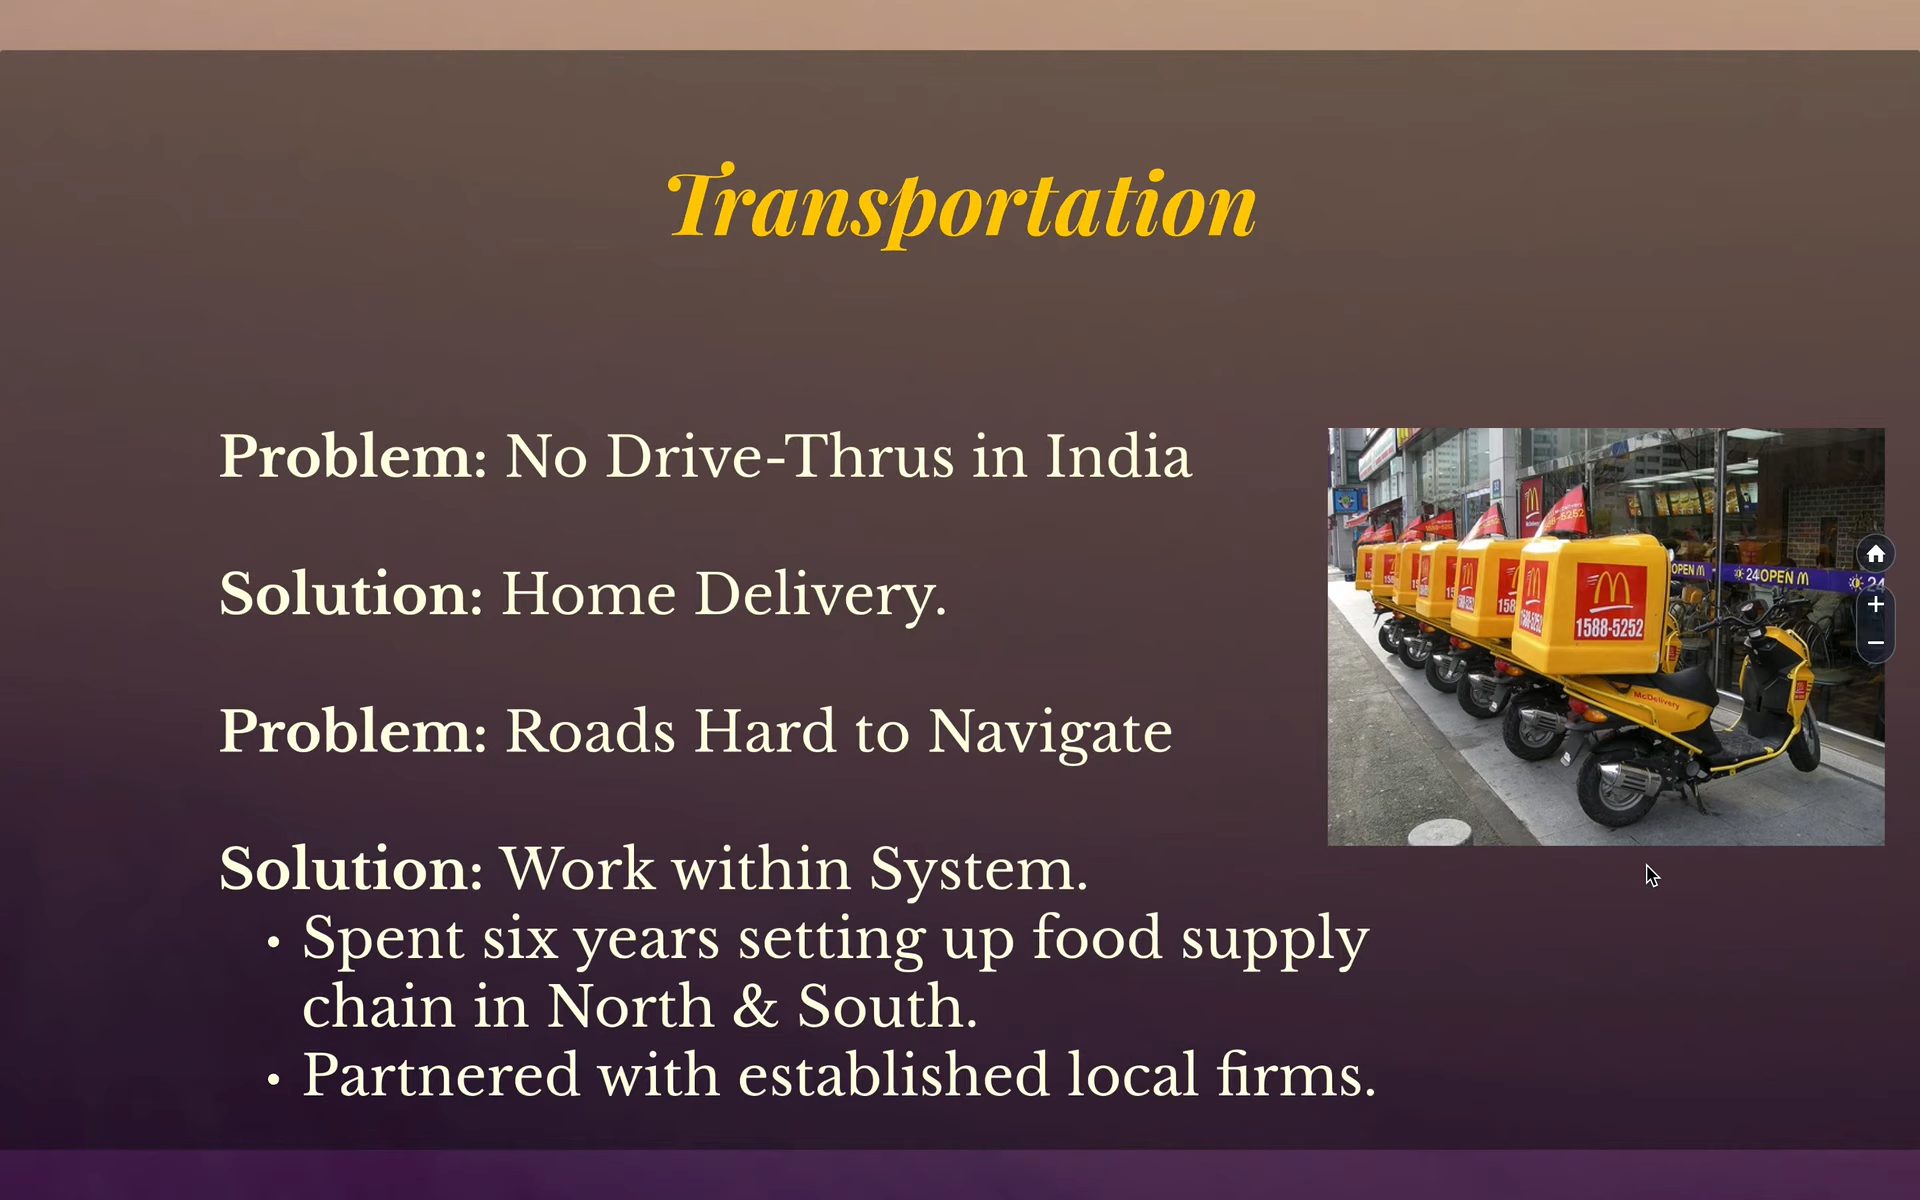 Transportation
Problem: No Drive-Thrus in India
Solution: Home Delivery.
Problem: Roads Hard to Navigate
Solution: Work within System.
• Spent six years setting up food supply
chain in North & South.
• Partnered with established local firms.
OPEN
24OPEN
24
1588-5252
McDelivery